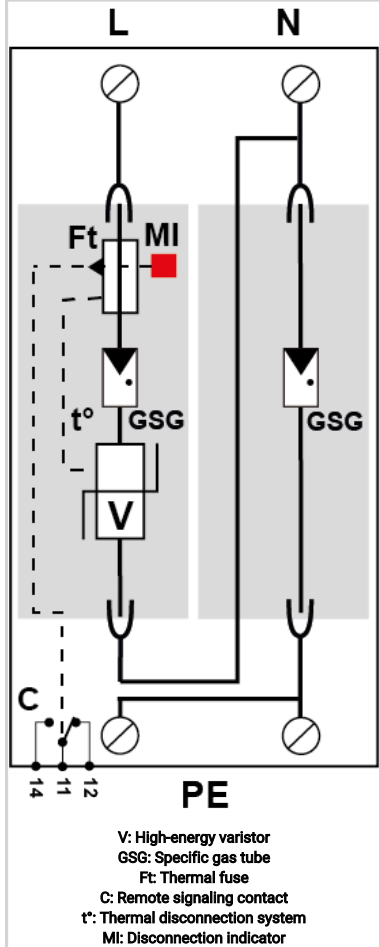 L N
Ft MI
t° GSG GSG
V
C
14 11 12
PE
V: High-energy varistor
GSG: Specific gas tube
Ft: Thermal fuse
C: Remote signaling contact
t°: Thermal disconnection system
MI: Disconnection indicator